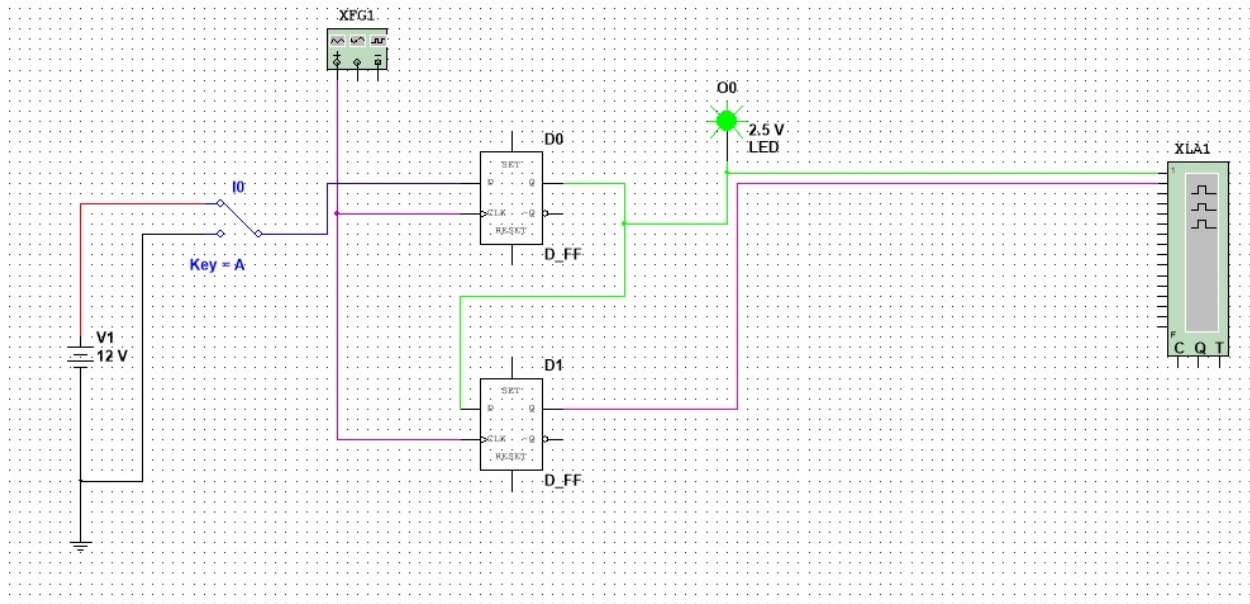 XFG1
O0
2.5 V
LED
XLA1
1
D0
SET
D Q
CLK ~Q
RESET
D_FF
I0
Key = A
V1
12 V
F
C Q T
D1
SET
D Q
CLK ~Q
RESET
D_FF